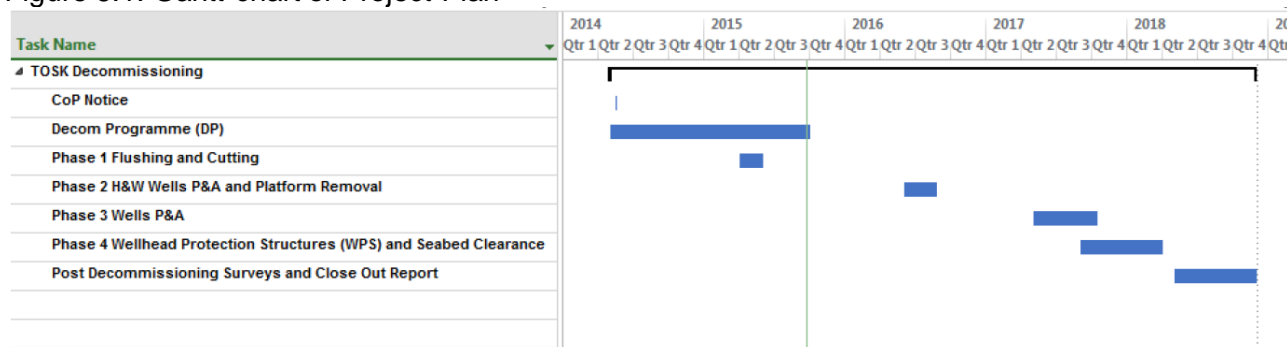 2014 2015 2016 2017 2018
Task Name Qtr 1 Qtr 2 Qtr 3 Qtr 4 Qtr 1 Qtr 2 Qtr 3 Qtr 4 Qtr 1 Qtr 2 Qtr 3 Qtr 4 Qtr 1 Qtr 2 Qtr 3 Qtr 4 Qtr 1 Qtr 2 Qtr 3 Qtr 4
TOSK Decommissioning
CoP Notice
Decom Programme (DP)
Phase 1 Flushing and Cutting
Phase 2 H&W Wells P&A and Platform Removal
Phase 3 Wells P&A
Phase 4 Wellhead Protection Structures (WPS) and Seabed Clearance
Post Decommissioning Surveys and Close Out Report